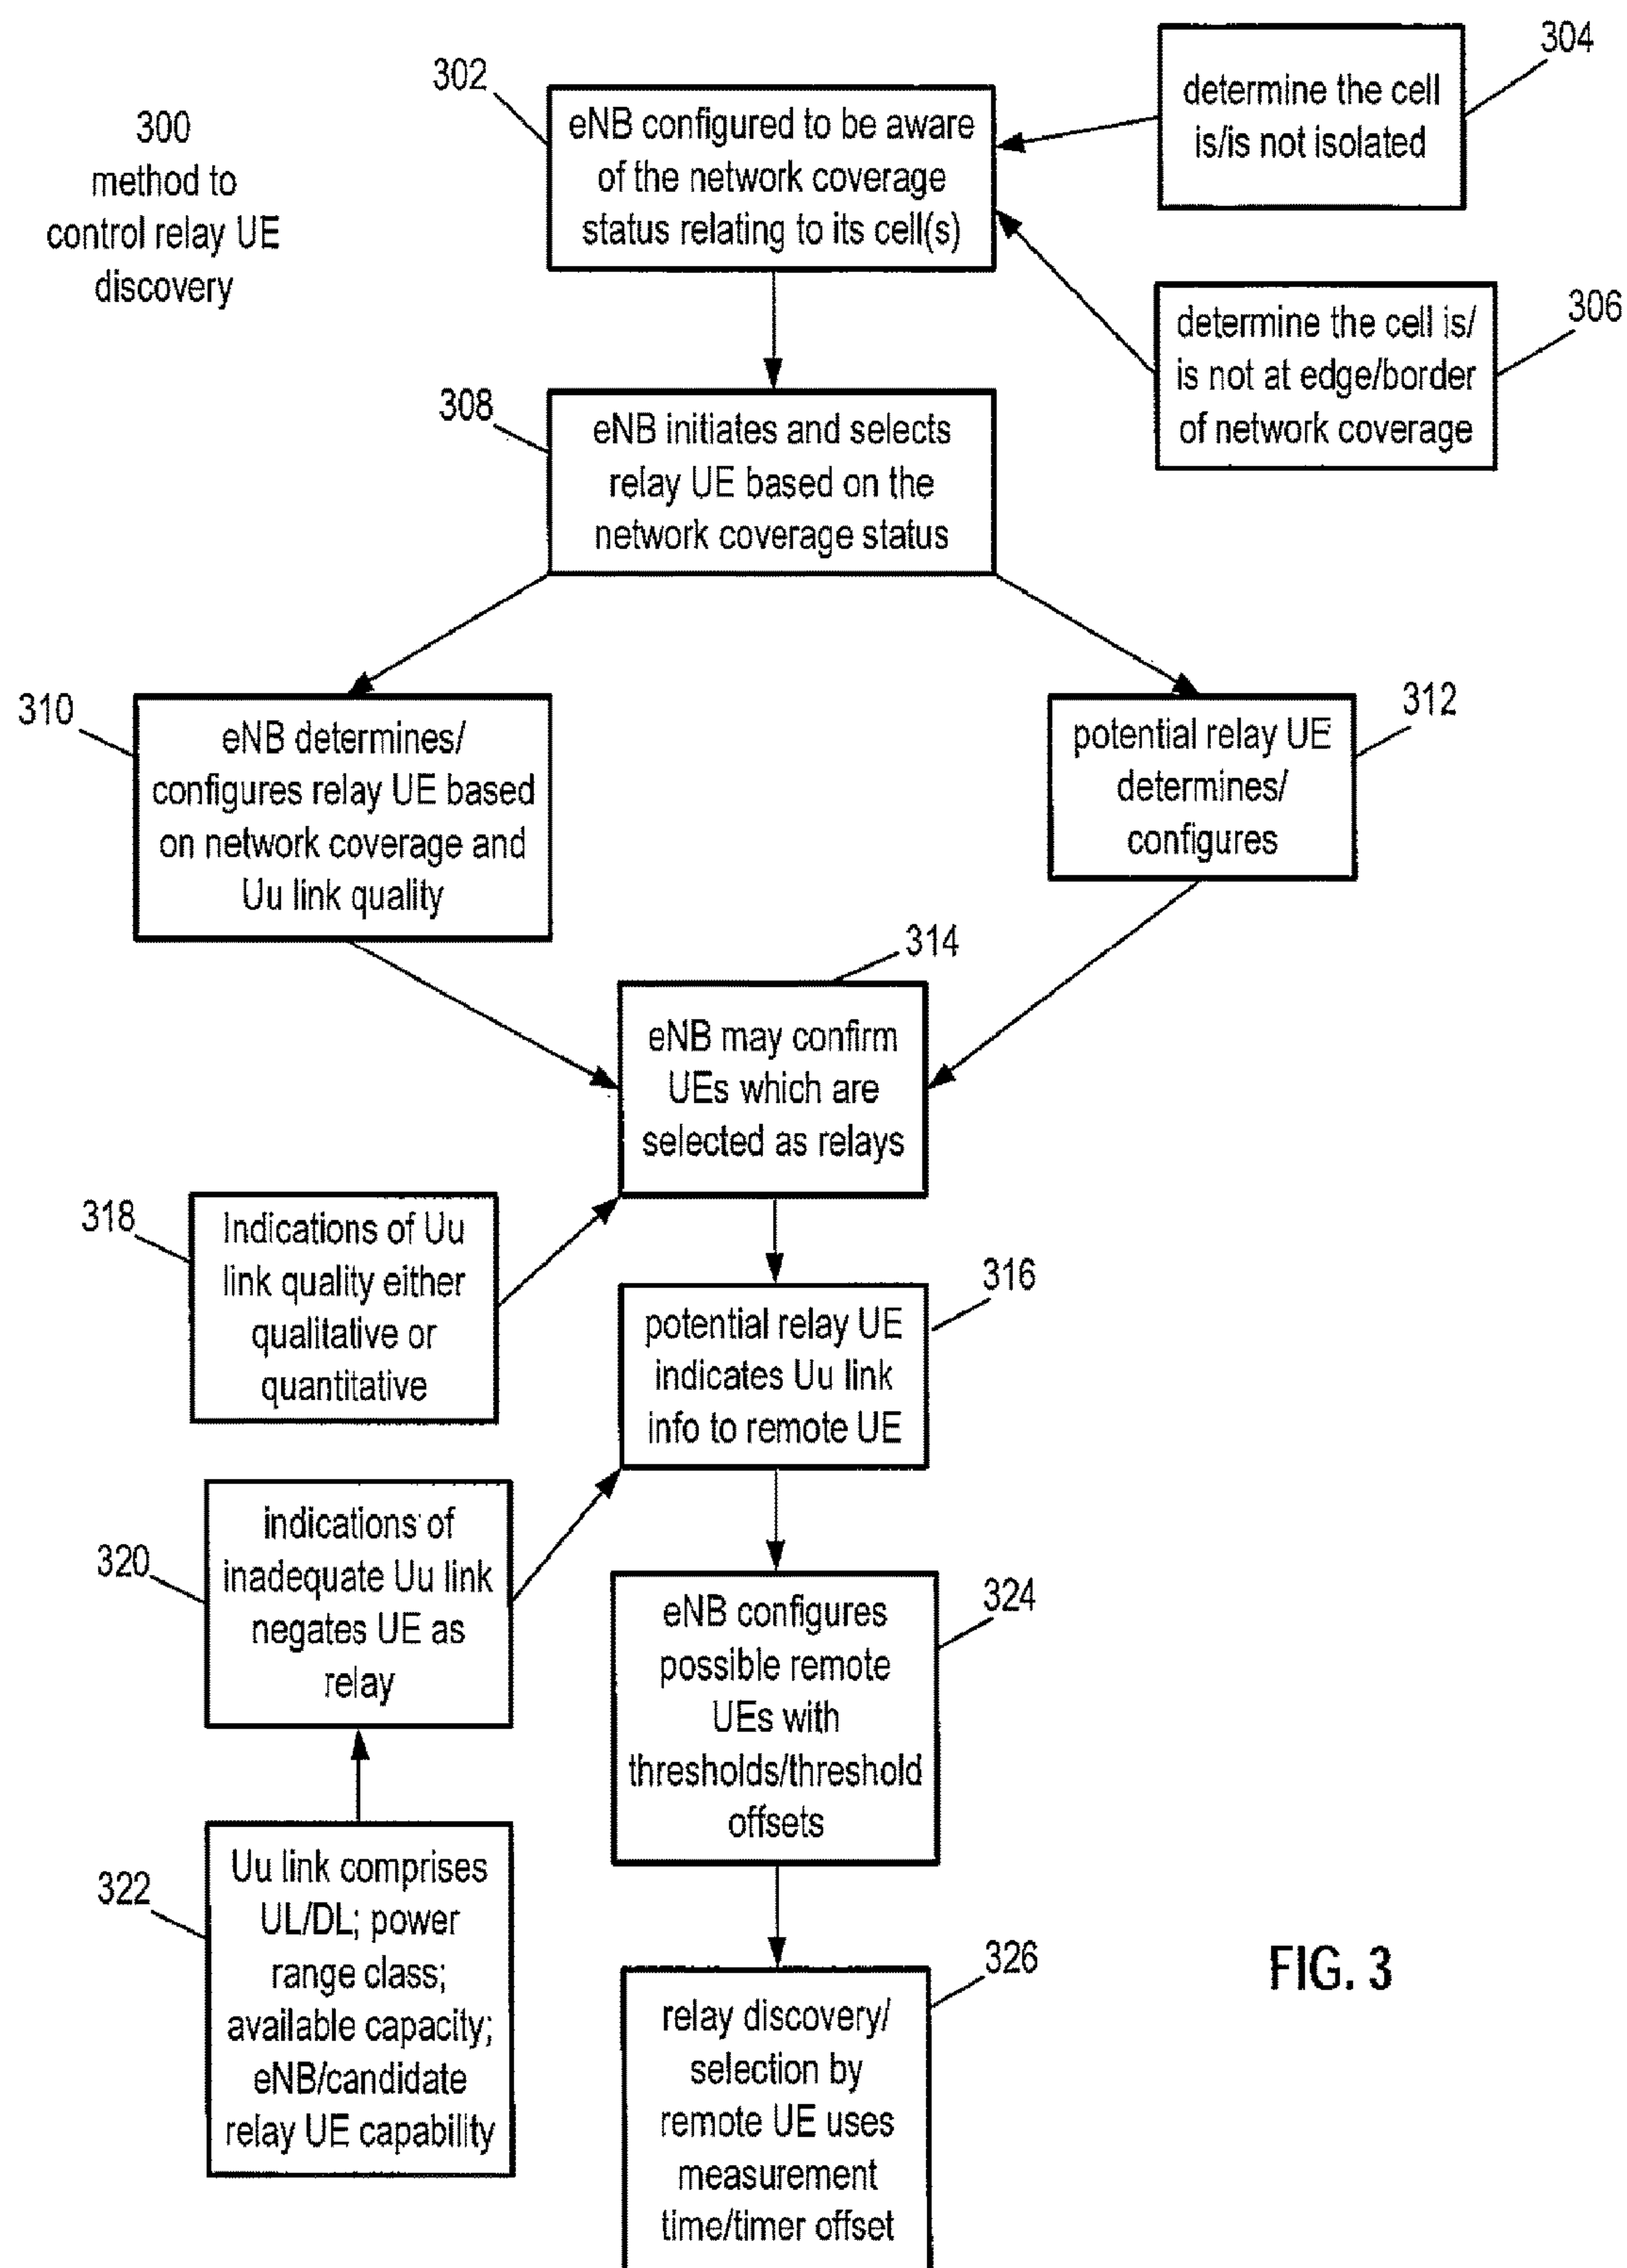 300
method to
control relay UE
discovery
302
eNB configured to be aware
of the network coverage
status relating to its cell(s)
304
determine the cell
is/is not isolated
306
determine the cell is/
is not at edge/border
of network coverage
308
eNB initiates and selects
relay UE based on the
network coverage status
310
eNB determines/
configures relay UE based
on network coverage and
Uu link quality
312
potential relay UE
determines/
configures
314
eNB may confirm
UEs which are
selected as relays
318
Indications of Uu
link quality either
qualitative or
quantitative
316
potential relay UE
indicates Uu link
info to remote UE
320
indications of
inadequate Uu link
negates UE as
relay
324
eNB configures
possible remote
UEs with
thresholds/threshold
offsets
322
Uu link comprises
UL/DL; power
range class;
available capacity;
eNB/candidate
relay UE capability
326
relay discovery/
selection by
remote UE uses
measurement
time/timer offset
FIG. 3